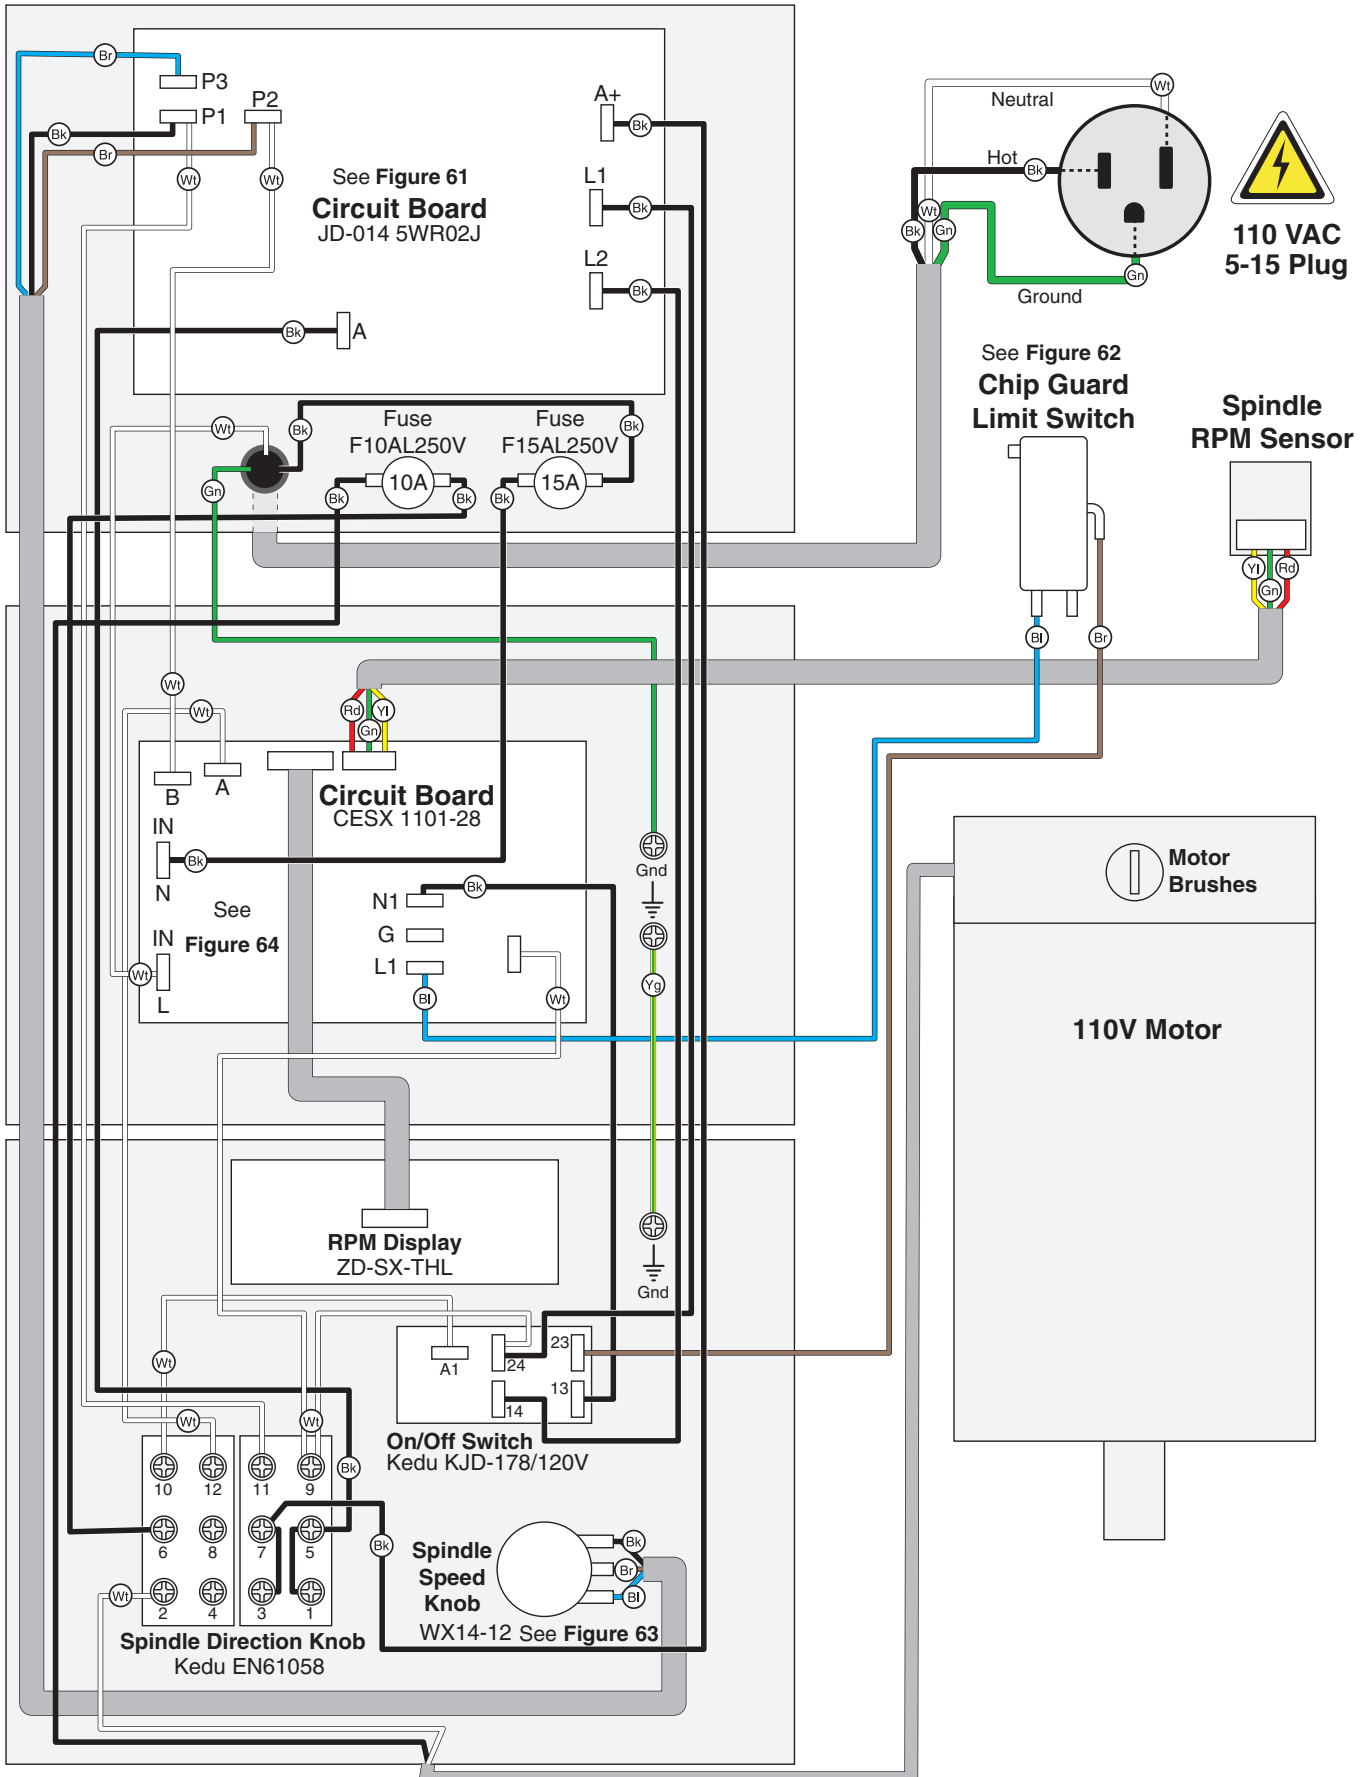 Br
P3
P1
P2
Bk
Br
Wt
Wt
A+
Bk
L1
Bk
L2
Bk
See Figure 61
Circuit Board
JD-014 5WR02J
Bk
A
Neutral
Wt
Hot
Bk
Wt
Bk
Gn
Gn
Ground
110 VAC
5-15 Plug
See Figure 62
Chip Guard
Limit Switch
Spindle
RPM Sensor
Fuse
F10AL250V
Fuse
F15AL250V
Wt
Bk
Bk
10A
15A
Gn
Bk
Bk
Bk
Yl
Rd
Gn
Bl
Br
Wt
Wt
Rd
Yl
Gn
B
A
Circuit Board
CESX 1101-28
IN
Bk
N
See
Figure 64
IN
Wt
L
N1
Bk
G
L1
Bl
Wt
Gnd
Yg
Motor
Brushes
110V Motor
RPM Display
ZD-SX-THL
Gnd
Wt
A1
24
23
14
13
Wt
Wt
On/Off Switch
Kedu KJD-178/120V
Bk
10
12
11
9
6
8
7
5
Bk
Wt
2
4
3
1
Spindle
Speed
Knob
Bk
Br
Bl
WX14-12 See Figure 63
Spindle Direction Knob
Kedu EN61058